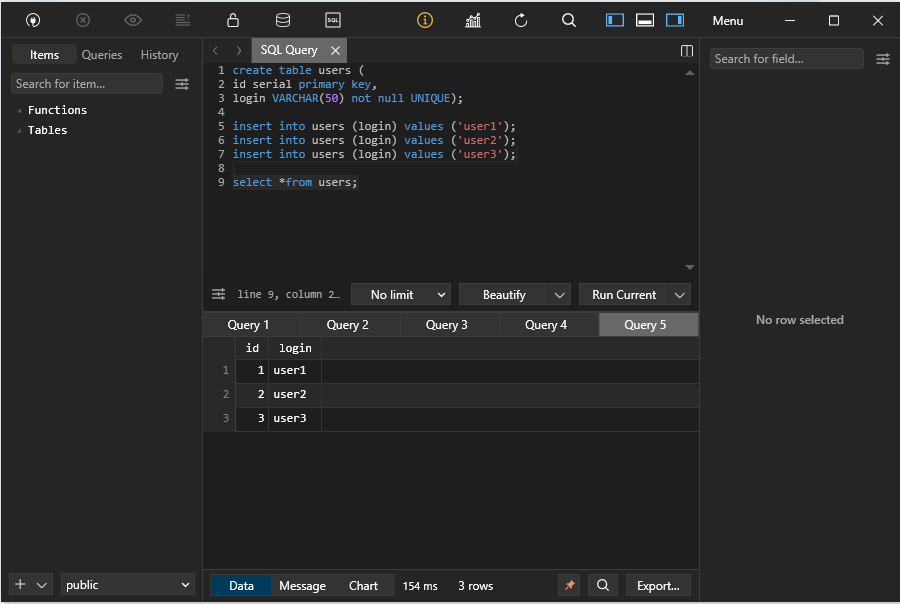 SQL
Menu
Items Queries History
SQL Query
Search for item...
Functions
Tables
1 create table users (
2 id serial primary key,
3 login VARCHAR(50) not null UNIQUE);
4
5 insert into users (login) values ('user1');
6 insert into users (login) values ('user2');
7 insert into users (login) values ('user3');
8
9 select *from users;
Search for field...
line 9, column 2… No limit Beautify Run Current
Query 1 Query 2 Query 3 Query 4 Query 5
id login
1 1 user1
2 2 user2
3 3 user3
No row selected
public
Data Message Chart 154 ms 3 rows Export...